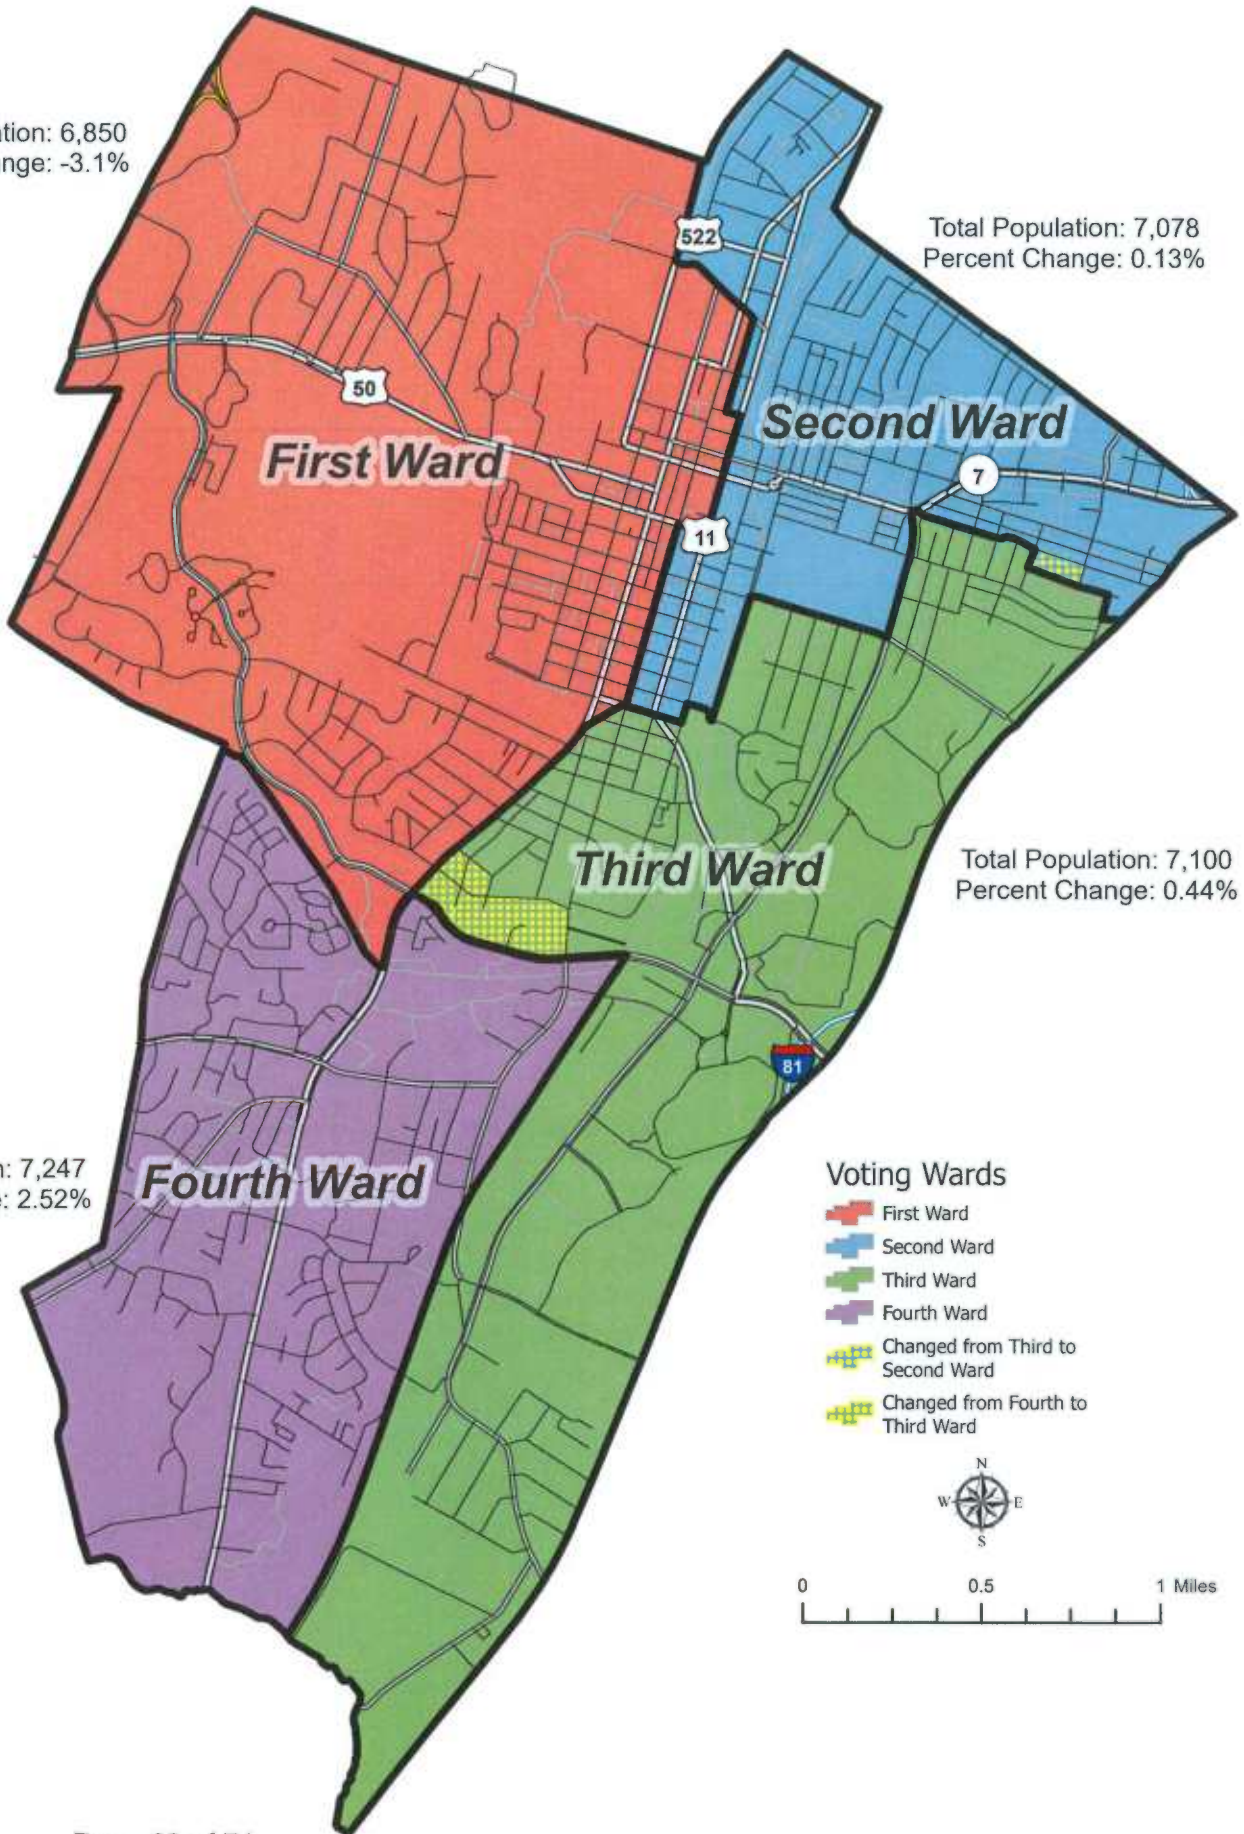 6,850
-3.1%
Total Population: 7,078
Percent Change: 0.13%
522
50
Second Ward
First Ward
7
11
Third Ward
Total Population: 7,100
Percent Change: 0.44%
81
7,247
2.52%
Fourth Ward
Voting Wards
First Ward
Second Ward
Third Ward
Fourth Ward
Changed from Third to
Second Ward
Changed from Fourth to
Third Ward
N
W E
S
0 0.5 1 Miles